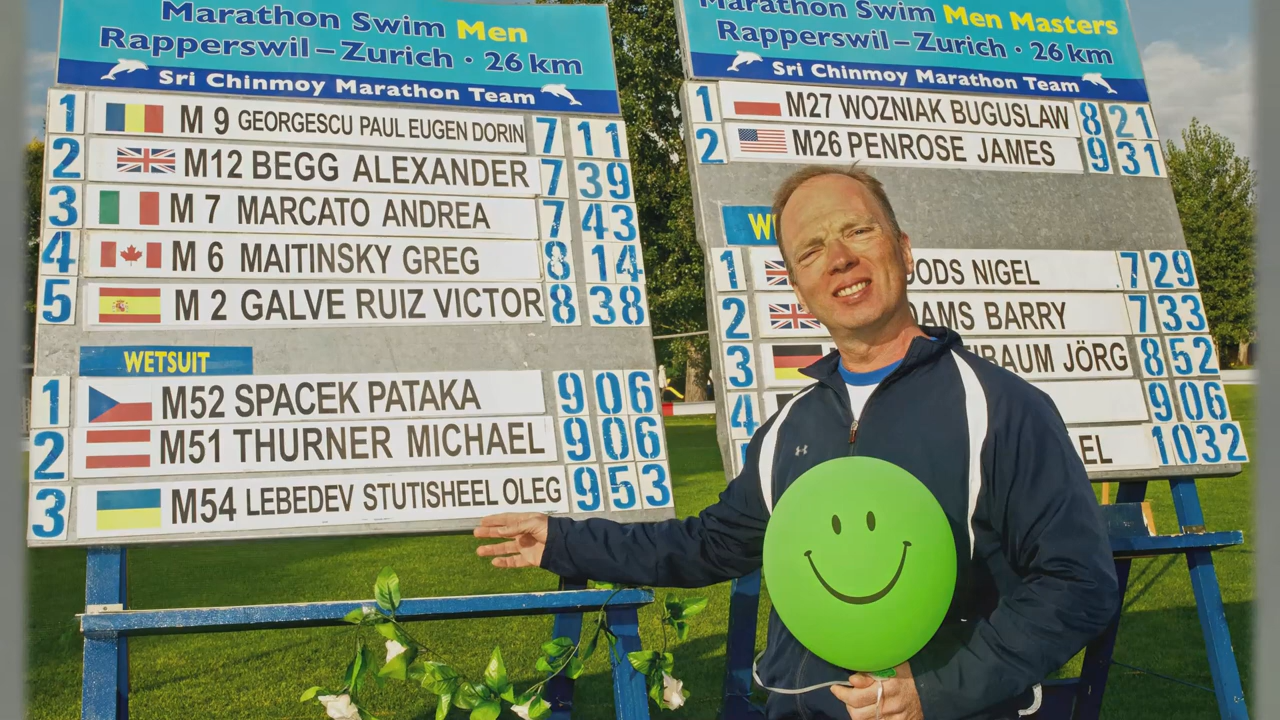 Marathon Swim Men
Rapperswil – Zurich · 26 km
Sri Chinmoy Marathon Team
1 M 9 GEORGESCU PAUL EUGEN DORIN 7 11
2 M12 BEGG ALEXANDER 7 39
3 M 7 MARCATO ANDREA 7 43
4 M 6 MAITINSKY GREG 8 14
5 M 2 GALVE RUIZ VICTOR 8 38
WETSUIT
1 M52 SPACEK PATAKA 9 06
2 M51 THURNER MICHAEL 9 06
3 M54 LEBEDEV STUTISHEEL OLEG 9 53
Marathon Swim Men Masters
Rapperswil – Zurich · 26 km
Sri Chinmoy Marathon Team
1 M27 WOZNIAK BUGUSLAW 8 21
2 M26 PENROSE JAMES 9 31
1 NIGEL 7 29
2 BARRY 7 33
3 JÖRG 8 52
4 9 06
10 32